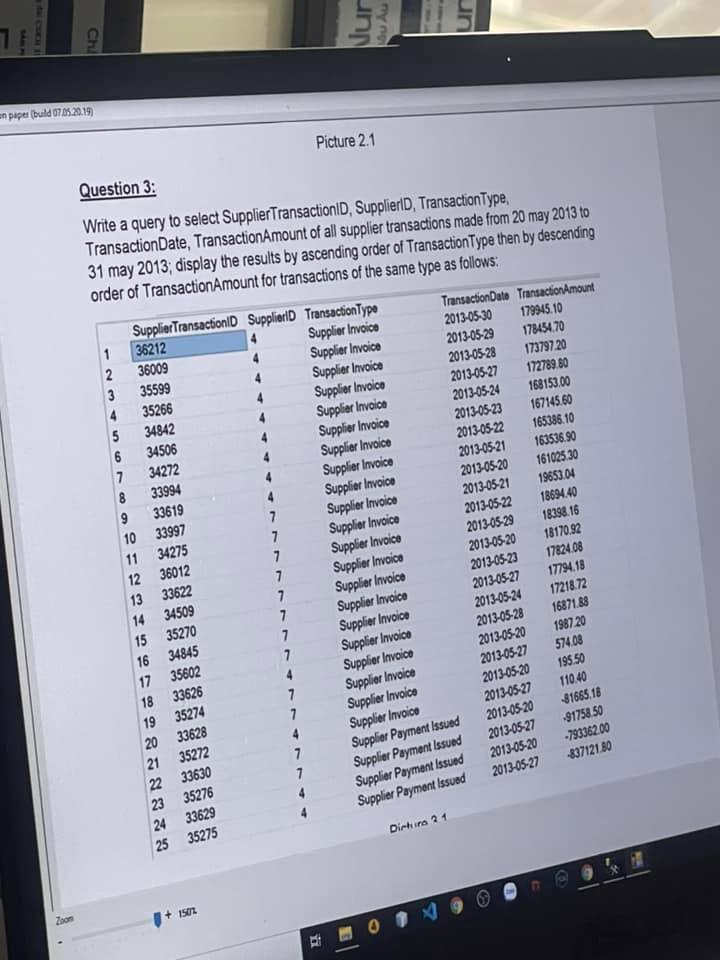 on paper (build 07.05.20.19)
Picture 2.1
Question 3:
Write a query to select SupplierTransactionID, SupplierID, TransactionType,
TransactionDate, TransactionAmount of all supplier transactions made from 20 may 2013 to
31 may 2013; display the results by ascending order of TransactionType then by descending
order of TransactionAmount for transactions of the same type as follows:
SupplierTransactionID SupplierID TransactionType TransactionDate TransactionAmount
1 36212 4 Supplier Invoice 2013-05-30 179945.10
2 36009 4 Supplier Invoice 2013-05-29 178454.70
3 35599 4 Supplier Invoice 2013-05-28 173797.20
4 35266 4 Supplier Invoice 2013-05-27 172789.80
5 34842 4 Supplier Invoice 2013-05-24 168153.00
6 34506 4 Supplier Invoice 2013-05-23 167145.60
7 34272 4 Supplier Invoice 2013-05-22 165386.10
8 33994 4 Supplier Invoice 2013-05-21 163536.90
9 33619 4 Supplier Invoice 2013-05-20 161025.30
10 33997 7 Supplier Invoice 2013-05-21 19653.04
11 34275 7 Supplier Invoice 2013-05-22 18694.40
12 36012 7 Supplier Invoice 2013-05-29 18398.16
13 33622 7 Supplier Invoice 2013-05-20 18170.92
14 34509 7 Supplier Invoice 2013-05-23 17824.08
15 35270 7 Supplier Invoice 2013-05-27 17794.18
16 34845 7 Supplier Invoice 2013-05-24 17218.72
17 35602 7 Supplier Invoice 2013-05-28 16871.88
18 33626 4 Supplier Invoice 2013-05-20 1987.20
19 35274 7 Supplier Invoice 2013-05-27 574.08
20 33628 7 Supplier Invoice 2013-05-20 195.50
21 35272 4 Supplier Invoice 2013-05-27 110.40
22 33630 7 Supplier Payment Issued 2013-05-20 -81665.18
23 35276 7 Supplier Payment Issued 2013-05-27 -91758.50
24 33629 4 Supplier Payment Issued 2013-05-20 -793362.00
25 35275 4 Supplier Payment Issued 2013-05-27 -837121.80
Zoom
- + 150%